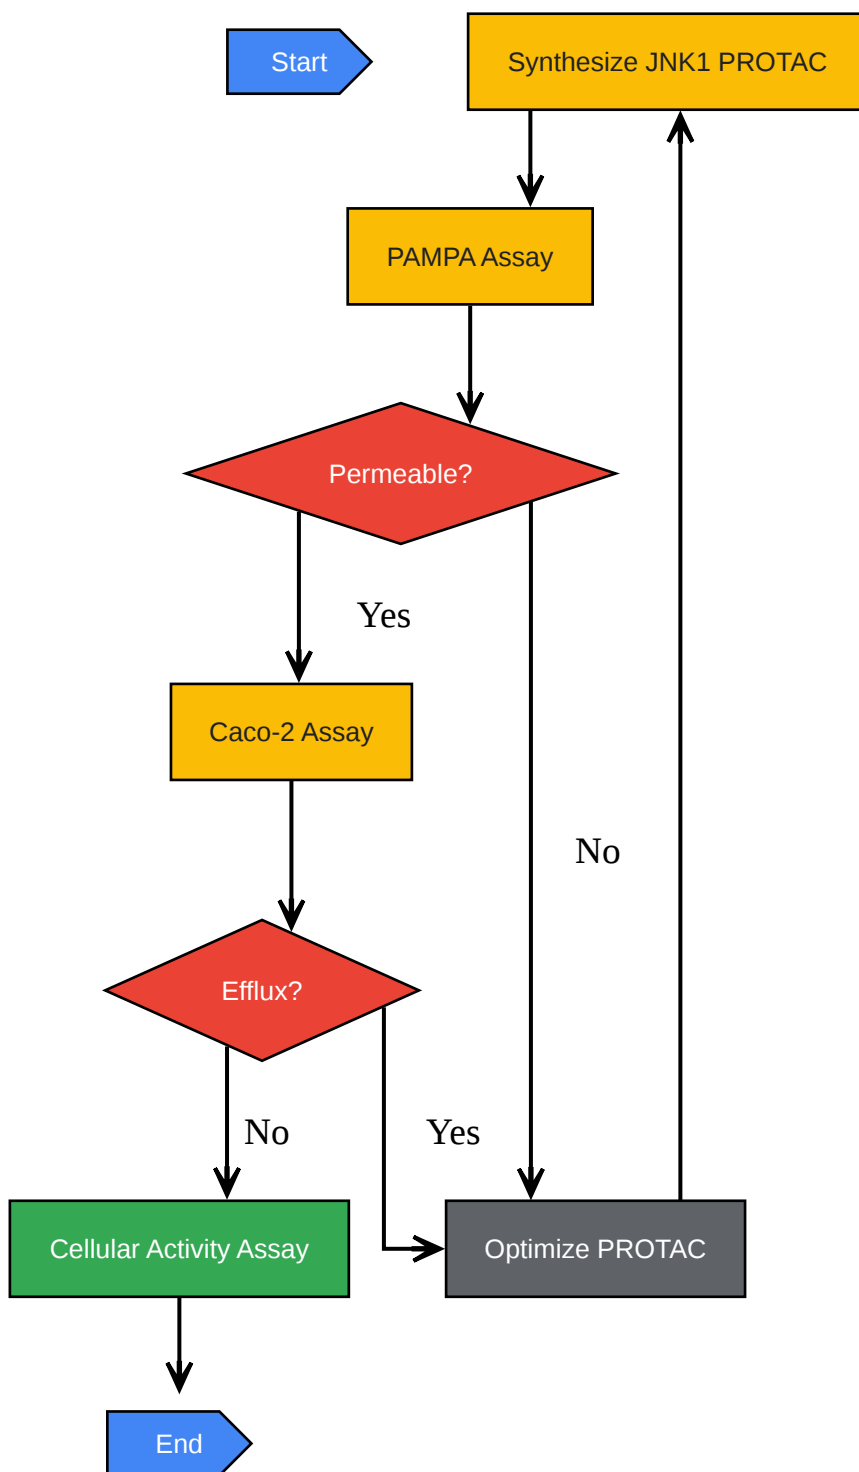 Start
Synthesize JNK1 PROTAC
PAMPA Assay
Permeable?
Yes
Caco-2 Assay
No
Efflux?
No
Yes
Cellular Activity Assay
Optimize PROTAC
End